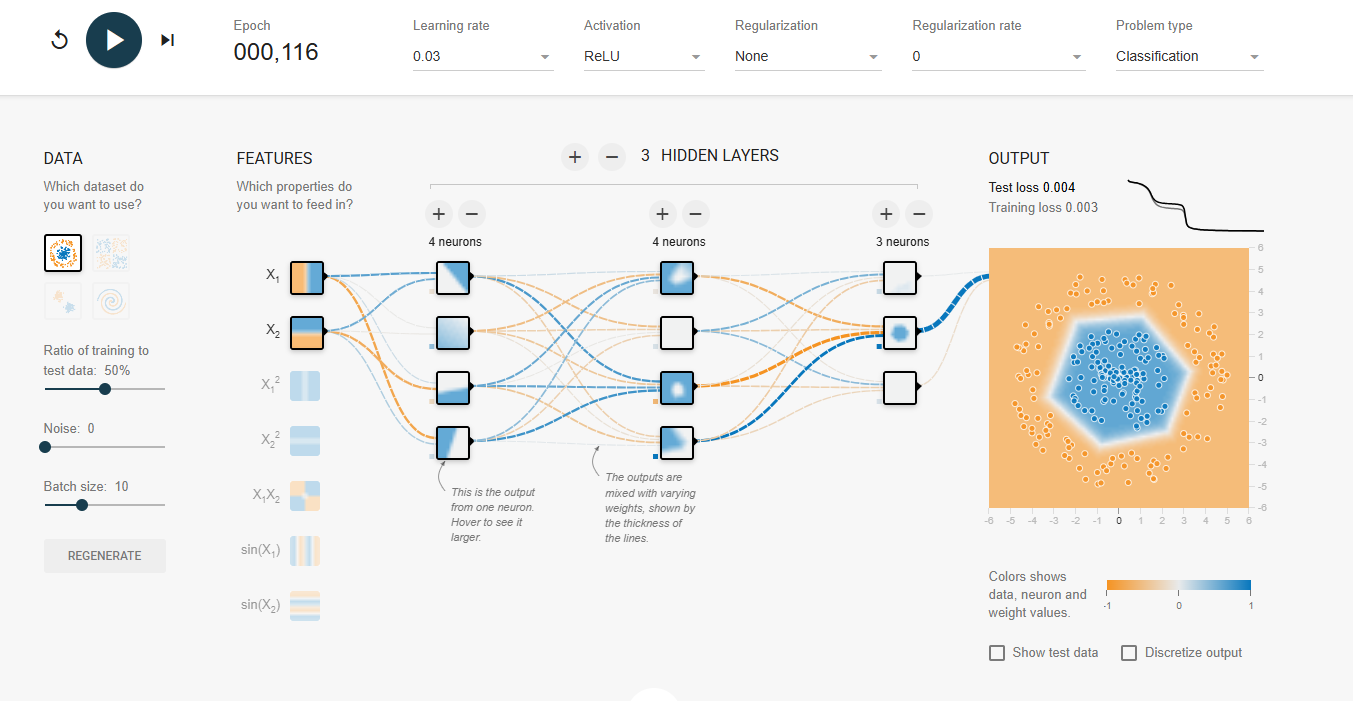 Epoch
000,116
Learning rate
0.03
Activation
ReLU
Regularization
None
Regularization rate
0
Problem type
Classification
DATA
Which dataset do
you want to use?
Ratio of training to
test data: 50%
Noise: 0
Batch size: 10
REGENERATE
FEATURES
Which properties do
you want to feed in?
X₁
X₂
X₁²
X₂²
X₁X₂
sin(X₁)
sin(X₂)
+ − 3 HIDDEN LAYERS
+ −
4 neurons
+ −
4 neurons
+ −
3 neurons
This is the output
from one neuron.
Hover to see it
larger.
The outputs are
mixed with varying
weights, shown by
the thickness of
the lines.
OUTPUT
Test loss 0.004
Training loss 0.003
6
5
4
3
2
1
0
-1
-2
-3
-4
-5
-6
-6 -5 -4 -3 -2 -1 0 1 2 3 4 5 6
Colors shows
data, neuron and
weight values.
-1 0 1
Show test data
Discretize output